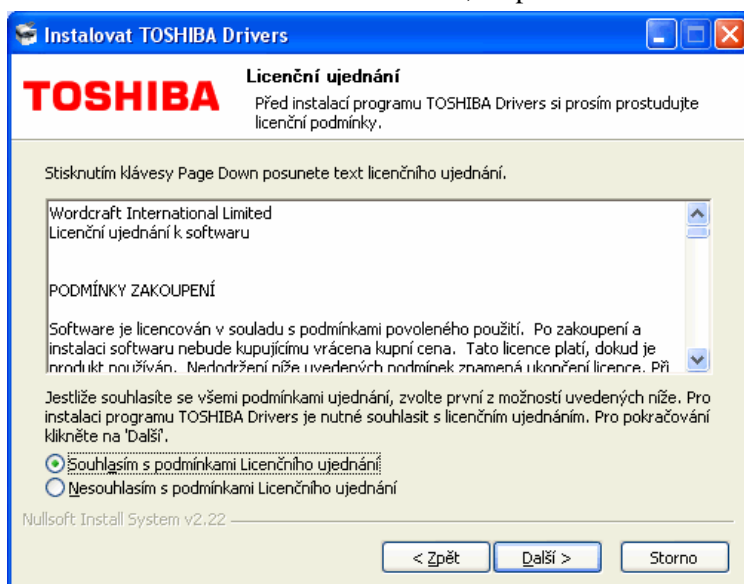 Instalovat TOSHIBA Drivers
TOSHIBA
Licenční ujednání
Před instalací programu TOSHIBA Drivers si prosím prostudujte
licenční podmínky.
Stisknutím klávesy Page Down posunete text licenčního ujednání.
Wordcraft International Limited
Licenční ujednání k softwaru
PODMÍNKY ZAKOUPENÍ
Software je licencován v souladu s podmínkami povoleného použití.  Po zakoupení a
instalaci softwaru nebude kupujícímu vrácena kupní cena.  Tato licence platí, dokud je
produkt používán.  Nedodržení níže uvedených podmínek znamená ukončení licence.  Při
Jestliže souhlasíte se všemi podmínkami ujednání, zvolte první z možností uvedených níže. Pro
instalaci programu TOSHIBA Drivers je nutné souhlasit s licenčním ujednáním. Pro pokračování
klikněte na 'Další'.
Souhlasím s podmínkami Licenčního ujednání
Nesouhlasím s podmínkami Licenčního ujednání
Nullsoft Install System v2.22
< Zpět
Další >
Storno